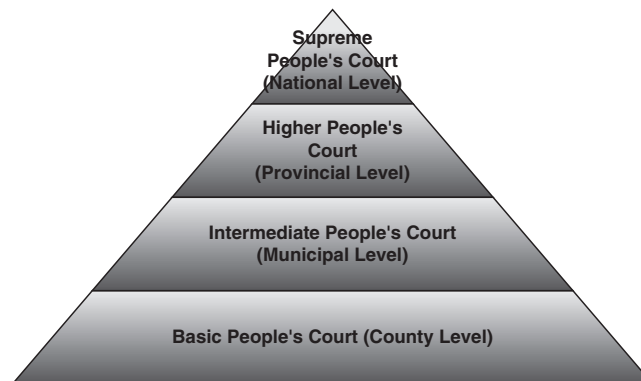 Supreme
People's Court
(National Level)
Higher People's
Court
(Provincial Level)
Intermediate People's Court
(Municipal Level)
Basic People's Court (County Level)